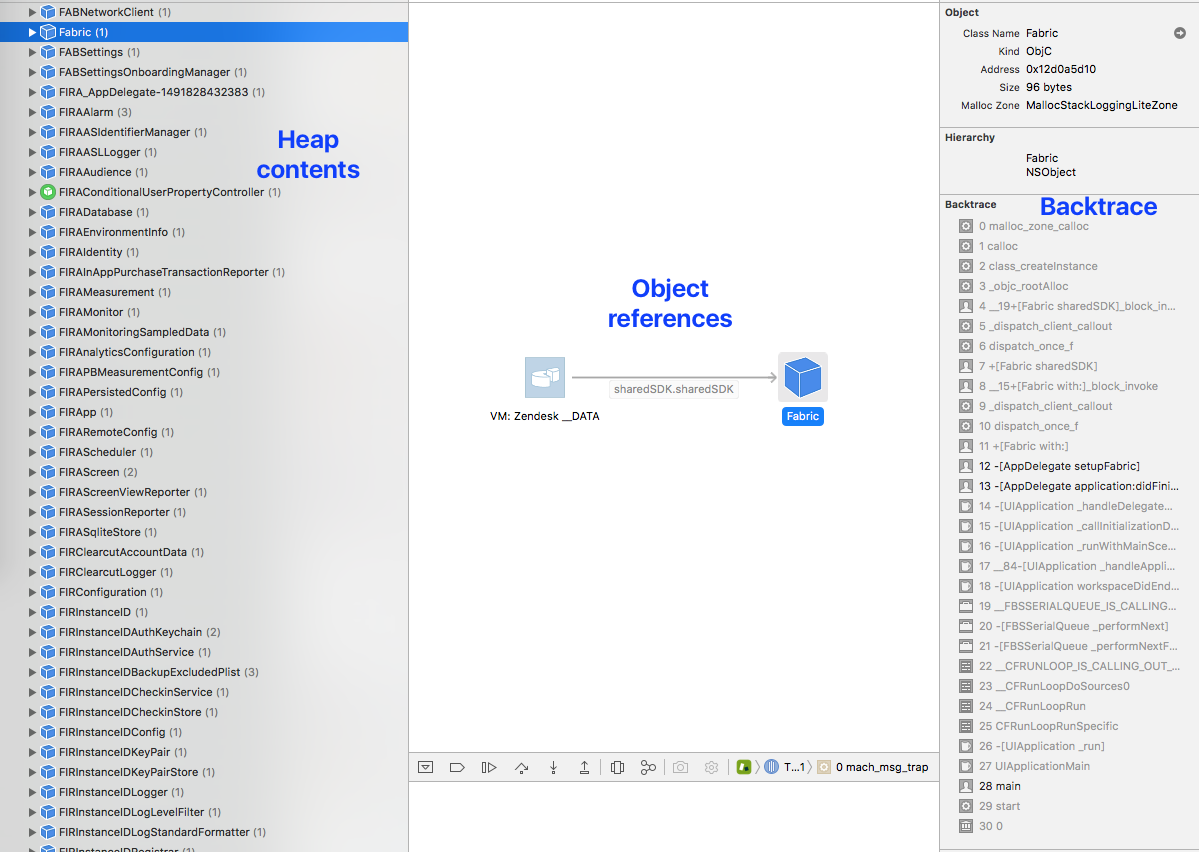 FABNetworkClient (1)
Fabric (1)
FABSettings (1)
FABSettingsOnboardingManager (1)
FIRA_AppDelegate-1491828432383 (1)
FIRAAlarm (3)
FIRAASIdentifierManager (1)
FIRAASLLogger (1)
FIRAAudience (1)
FIRAConditionalUserPropertyController (1)
FIRADatabase (1)
FIRAEnvironmentInfo (1)
FIRAIdentity (1)
FIRAInAppPurchaseTransactionReporter (1)
FIRAMeasurement (1)
FIRAMonitor (1)
FIRAMonitoringSampledData (1)
FIRAnalyticsConfiguration (1)
FIRAPBMeasurementConfig (1)
FIRAPersistedConfig (1)
FIRApp (1)
FIRARemoteConfig (1)
FIRAScheduler (1)
FIRAScreen (2)
FIRAScreenViewReporter (1)
FIRASessionReporter (1)
FIRASqliteStore (1)
FIRClearcutAccountData (1)
FIRClearcutLogger (1)
FIRConfiguration (1)
FIRInstanceID (1)
FIRInstanceIDAuthKeychain (2)
FIRInstanceIDAuthService (1)
FIRInstanceIDBackupExcludedPlist (3)
FIRInstanceIDCheckinService (1)
FIRInstanceIDCheckinStore (1)
FIRInstanceIDConfig (1)
FIRInstanceIDKeyPair (1)
FIRInstanceIDKeyPairStore (1)
FIRInstanceIDLogger (1)
FIRInstanceIDLogLevelFilter (1)
FIRInstanceIDLogStandardFormatter (1)
FIRInstanceIDRegistrar (1)
Heap
contents
Object
references
sharedSDK.sharedSDK
VM: Zendesk __DATA
Fabric
T...1
0 mach_msg_trap
Object
Class Name Fabric
Kind ObjC
Address 0x12d0a5d10
Size 96 bytes
Malloc Zone MallocStackLoggingLiteZone
Hierarchy
Fabric
NSObject
Backtrace
Backtrace
0 malloc_zone_calloc
1 calloc
2 class_createInstance
3 _objc_rootAlloc
4 __19+[Fabric sharedSDK]_block_in...
5 _dispatch_client_callout
6 dispatch_once_f
7 +[Fabric sharedSDK]
8 __15+[Fabric with:]_block_invoke
9 _dispatch_client_callout
10 dispatch_once_f
11 +[Fabric with:]
12 -[AppDelegate setupFabric]
13 -[AppDelegate application:didFini...
14 -[UIApplication _handleDelegate...
15 -[UIApplication _callInitializationD...
16 -[UIApplication _runWithMainSce...
17 __84-[UIApplication _handleAppli...
18 -[UIApplication workspaceDidEnd...
19 __FBSSERIALQUEUE_IS_CALLING...
20 -[FBSSerialQueue _performNext]
21 -[FBSSerialQueue _performNextF...
22 __CFRUNLOOP_IS_CALLING_OUT_...
23 __CFRunLoopDoSources0
24 __CFRunLoopRun
25 CFRunLoopRunSpecific
26 -[UIApplication _run]
27 UIApplicationMain
28 main
29 start
30 0